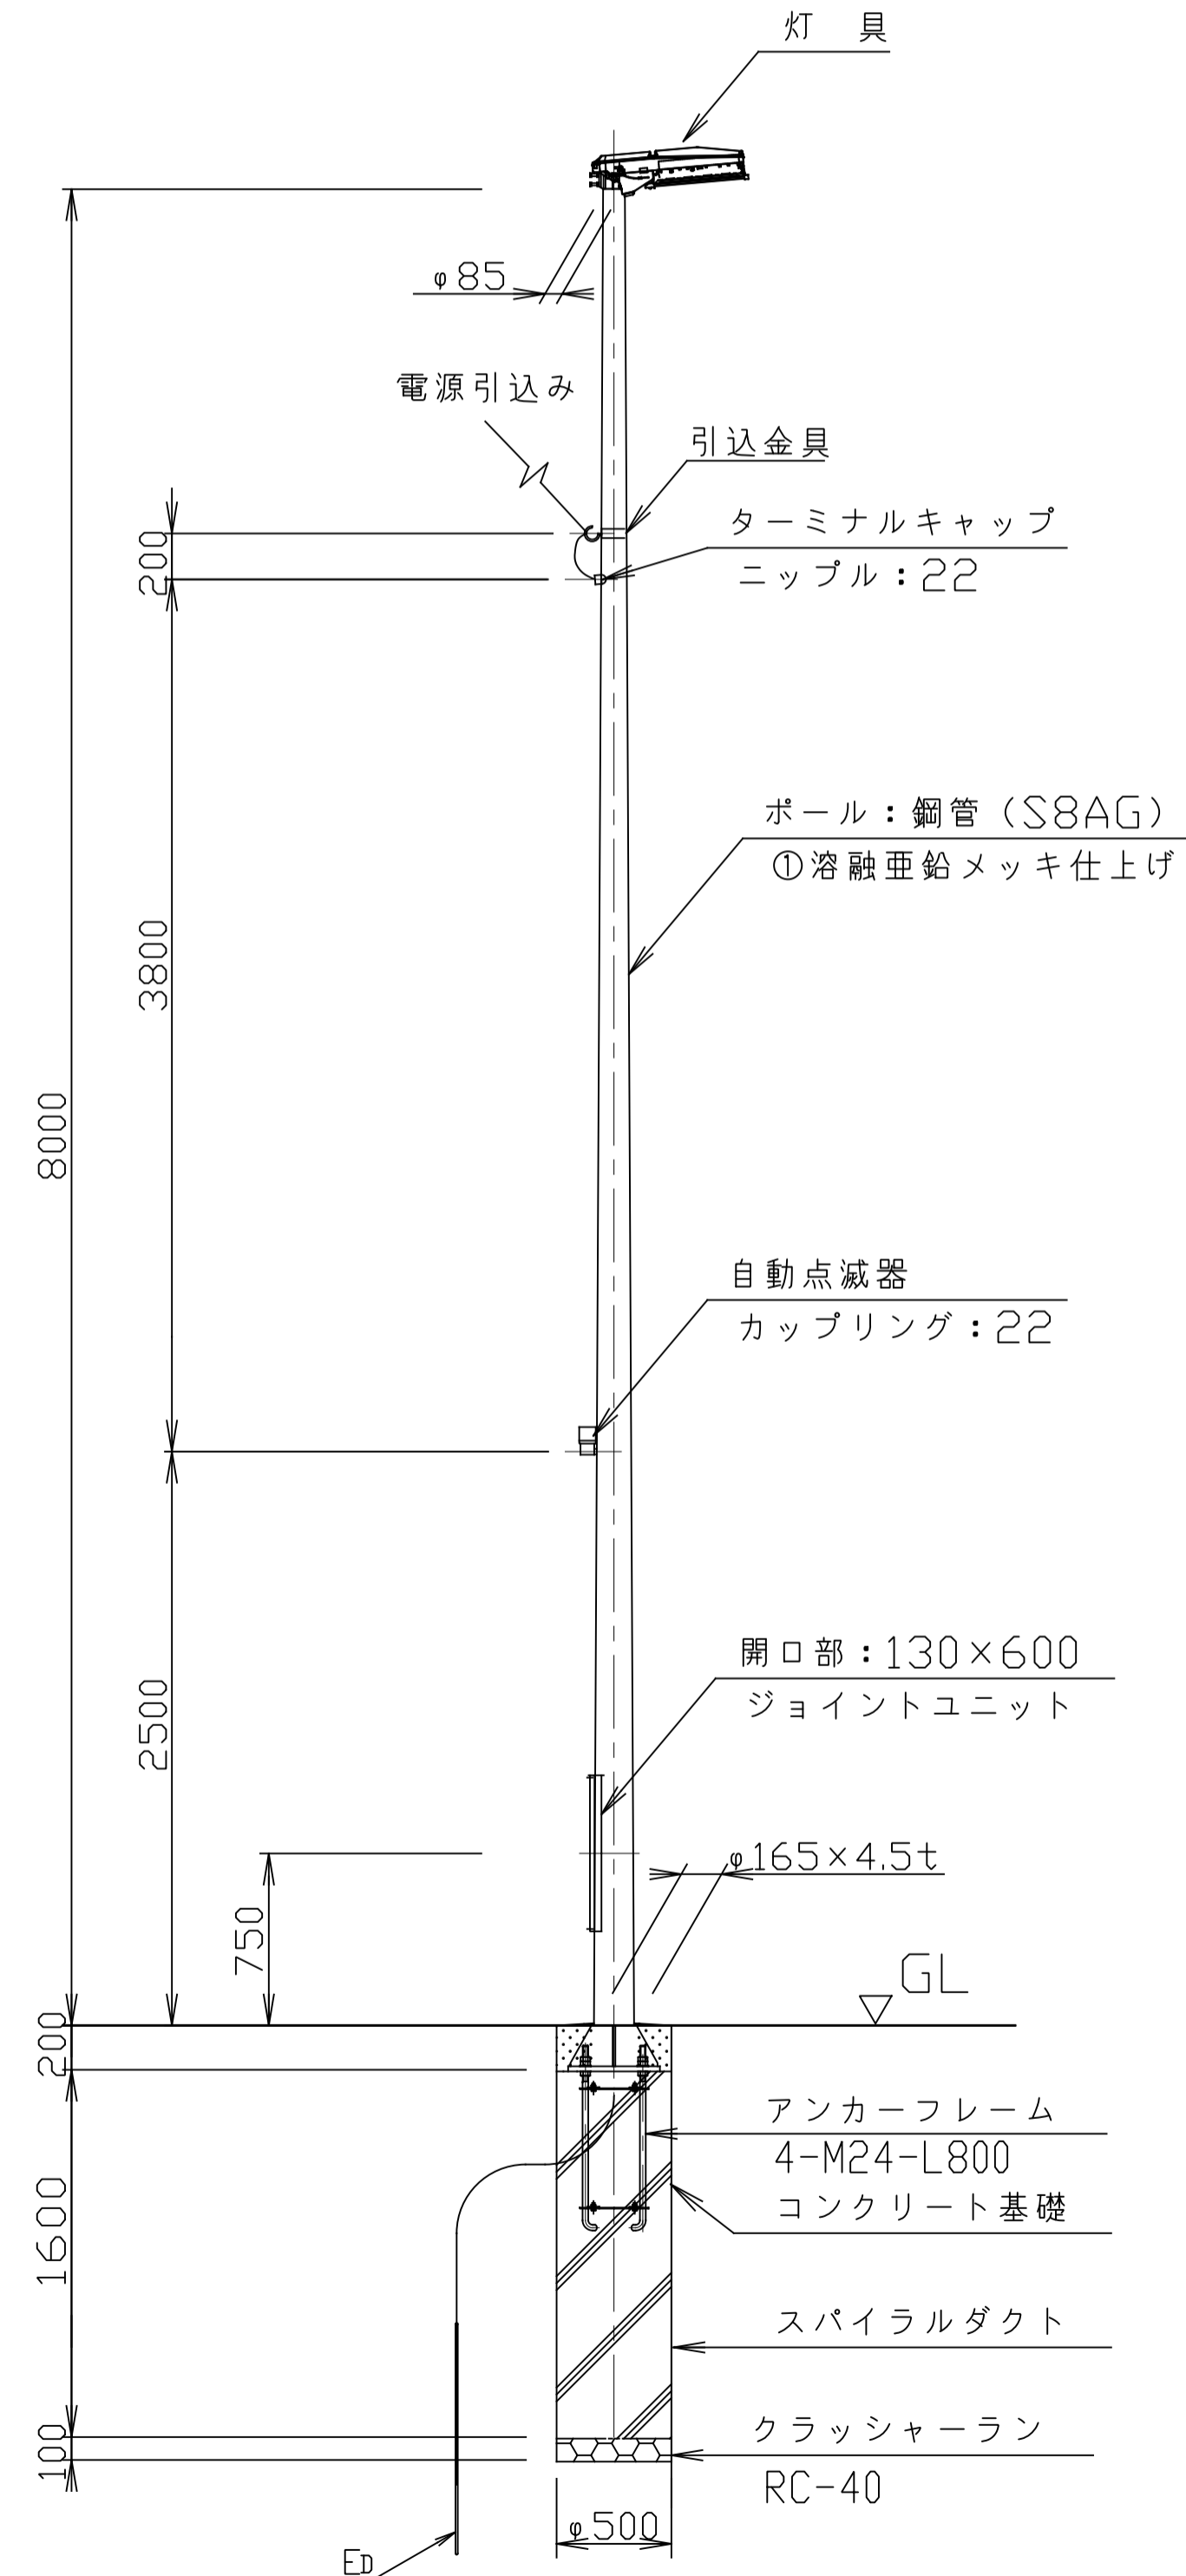 灯 具
φ85
電源引込み
引込金具
ターミナルキャップ
ニップル：22
200
ポール：鋼管（S8AG）
①溶融亜鉛メッキ仕上げ
3800
8000
自動点滅器
カップリング：22
2500
開口部：130×600
ジョイントユニット
φ165×4.5t
750
GL
200
アンカーフレーム
4-M24-L800
コンクリート基礎
1600
スパイラルダクト
クラッシャーラン
RC-40
100
φ500
ED